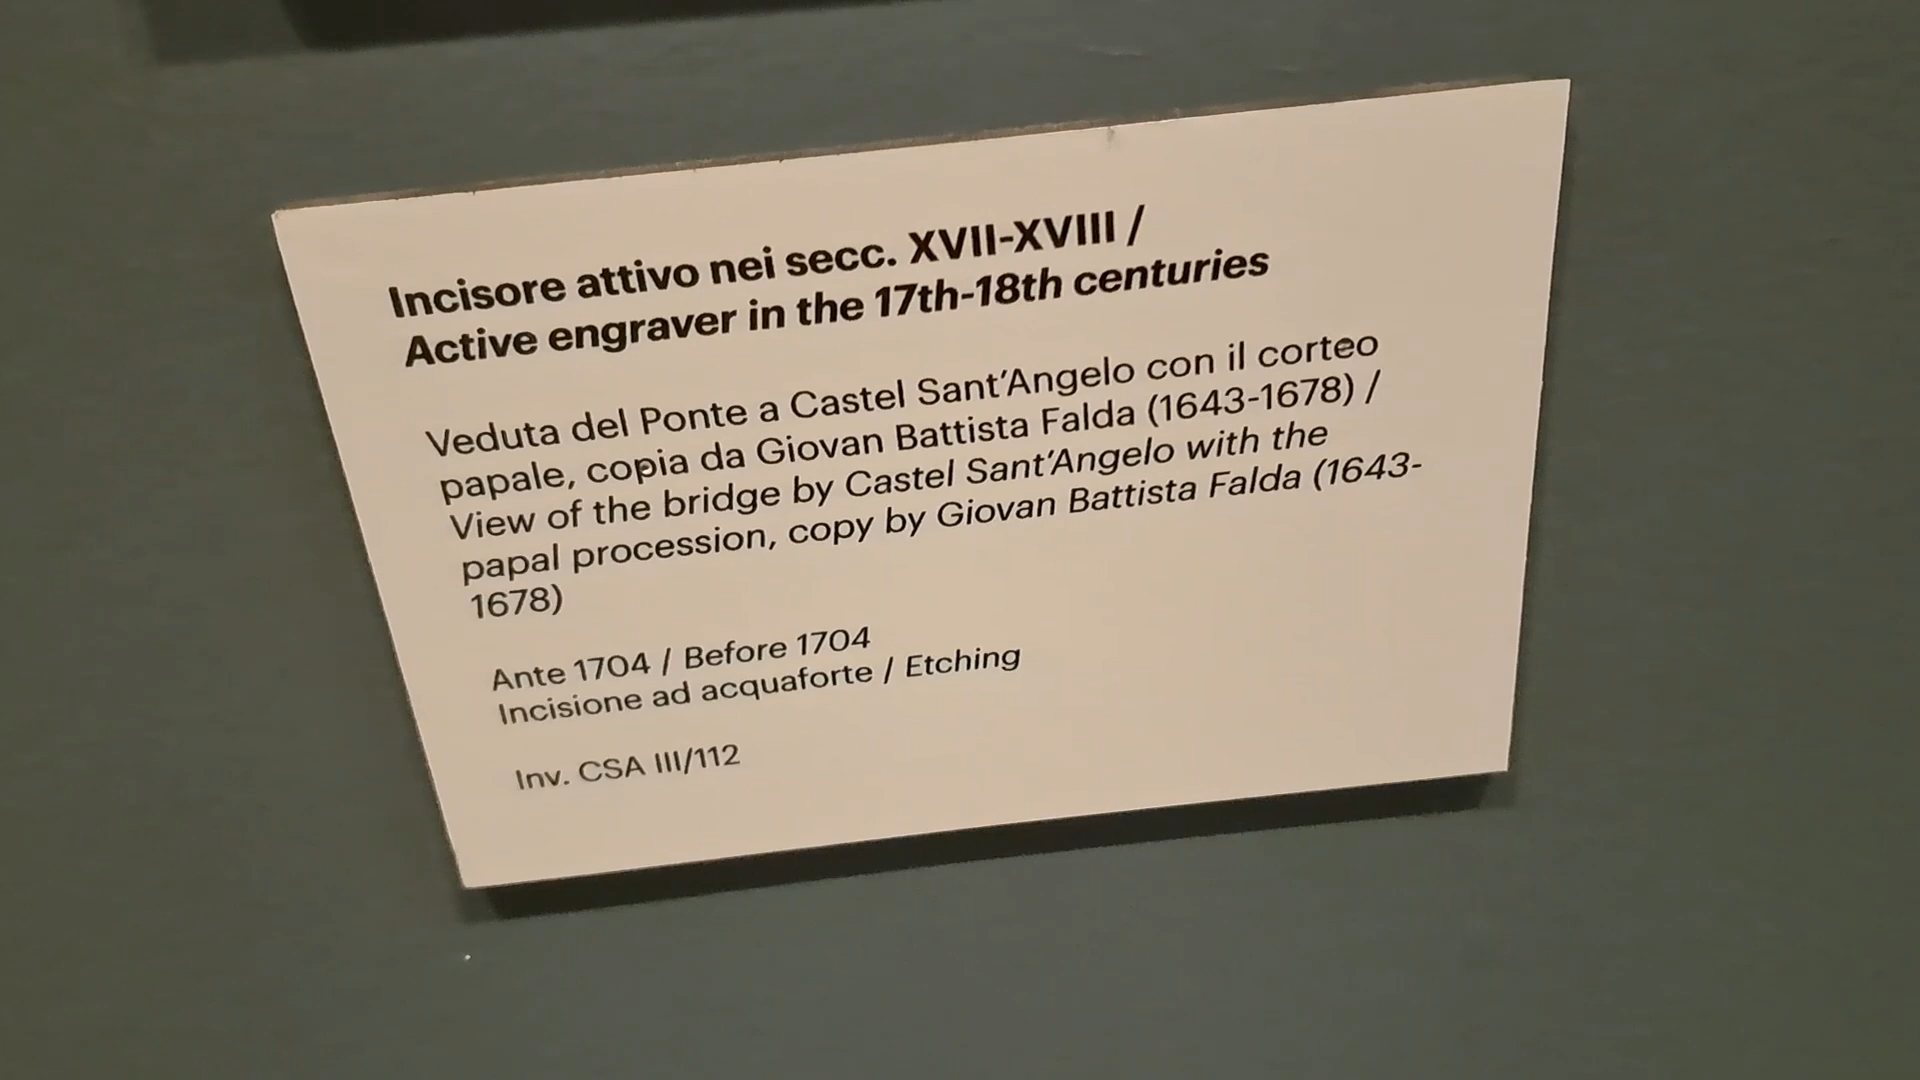 Incisore attivo nei secc. XVII-XVIII /
Active engraver in the 17th-18th centuries
Veduta del Ponte a Castel Sant'Angelo con il corteo
papale, copia da Giovan Battista Falda (1643-1678) /
View of the bridge by Castel Sant'Angelo with the
papal procession, copy by Giovan Battista Falda (1643-
1678)
Ante 1704 / Before 1704
Incisione ad acquaforte / Etching
Inv. CSA III/112